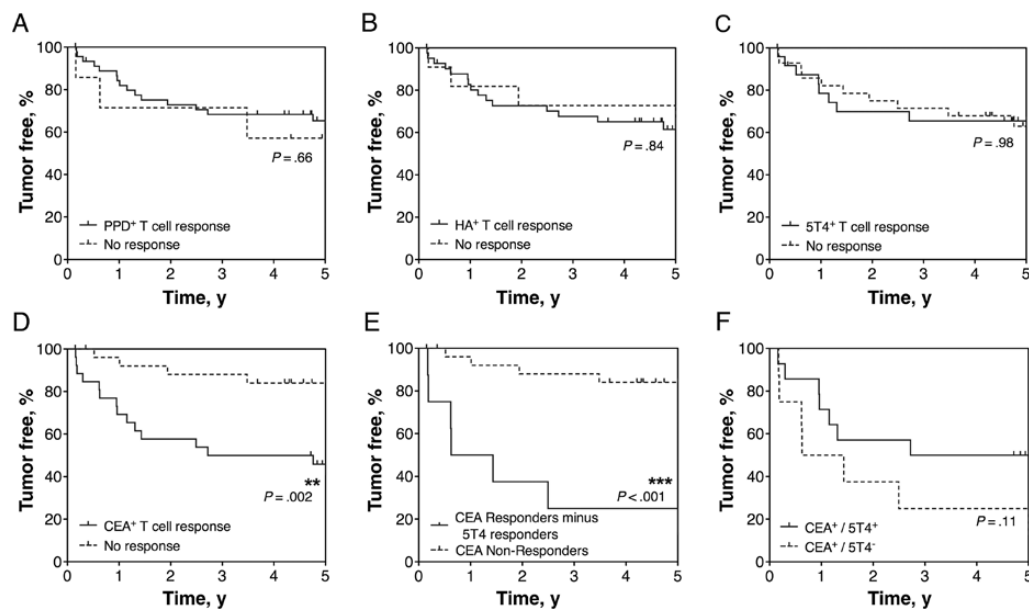 A
Tumor free, %
100
80
60
40
20
0
P = .66
PPD⁺ T cell response
No response
0 1 2 3 4 5
Time, y
B
Tumor free, %
100
80
60
40
20
0
P = .84
HA⁺ T cell response
No response
0 1 2 3 4 5
Time, y
C
Tumor free, %
100
80
60
40
20
0
P = .98
5T4⁺ T cell response
No response
0 1 2 3 4 5
Time, y
D
Tumor free, %
100
80
60
40
20
0
**
P = .002
CEA⁺ T cell response
No response
0 1 2 3 4 5
Time, y
E
Tumor free, %
100
80
60
40
20
0
***
P < .001
CEA Responders minus
5T4 responders
CEA Non-Responders
0 1 2 3 4 5
Time, y
F
Tumor free, %
100
80
60
40
20
0
P = .11
CEA⁺ / 5T4⁺
CEA⁺ / 5T4⁻
0 1 2 3 4 5
Time, y